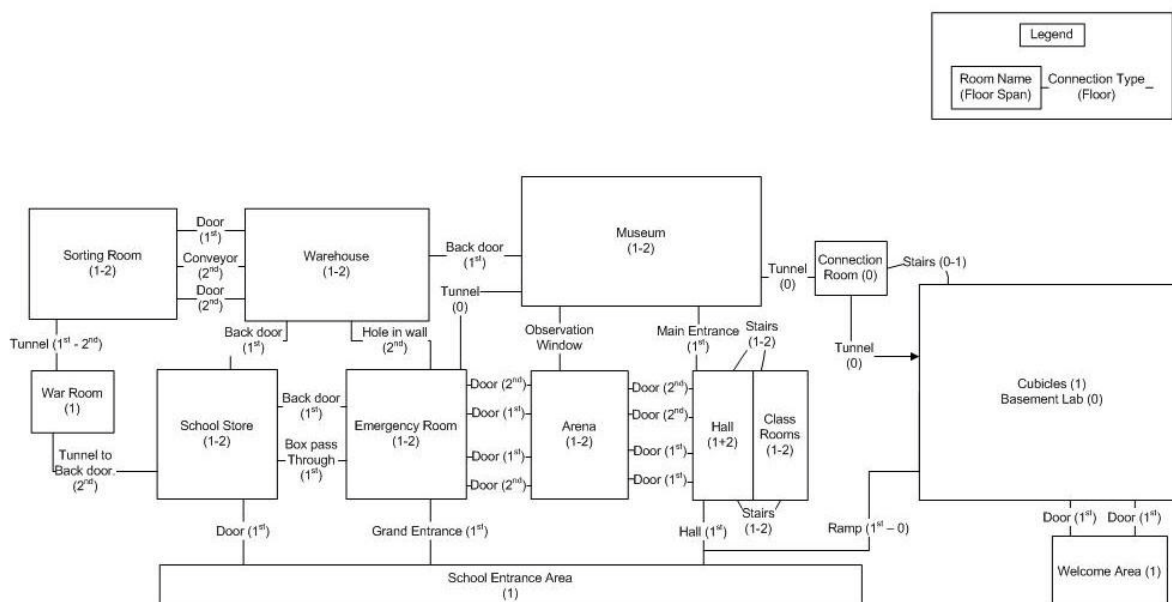 Legend
Room Name
(Floor Span)
Connection Type
(Floor)
Sorting Room
(1-2)
Door
(1st)
Conveyor
(2nd)
Door
(2nd)
Warehouse
(1-2)
Back door
(1st)
Museum
(1-2)
Tunnel
(0)
Connection
Room (0)
Stairs (0-1)
Tunnel
(0)
Tunnel (1st - 2nd)
Back door
(1st)
Hole in wall
(2nd)
Tunnel
(0)
Observation
Window
Main Entrance
(1st)
Stairs
(1-2)
War Room
(1)
Tunnel to
Back door.
(2nd)
School Store
(1-2)
Back door
(1st)
Box pass
Through
(1st)
Emergency Room
(1-2)
Door (2nd)
Door (1st)
Door (1st)
Door (2nd)
Arena
(1-2)
Door (2nd)
Door (2nd)
Door (1st)
Door (1st)
Hall
(1+2)
Class
Rooms
(1-2)
Cubicles (1)
Basement Lab (0)
Door (1st)
Grand Entrance (1st)
Hall (1st)
Stairs
(1-2)
Ramp (1st – 0)
Door (1st)
Door (1st)
School Entrance Area
(1)
Welcome Area (1)